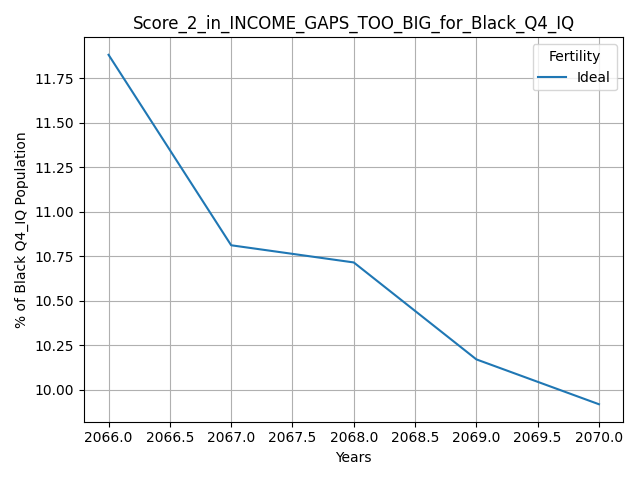 Score_2_in_INCOME_GAPS_TOO_BIG_for_Black_Q4_IQ
Fertility
Ideal
% of Black Q4_IQ Population
11.75
11.50
11.25
11.00
10.75
10.50
10.25
10.00
2066.0 2066.5 2067.0 2067.5 2068.0 2068.5 2069.0 2069.5 2070.0
Years